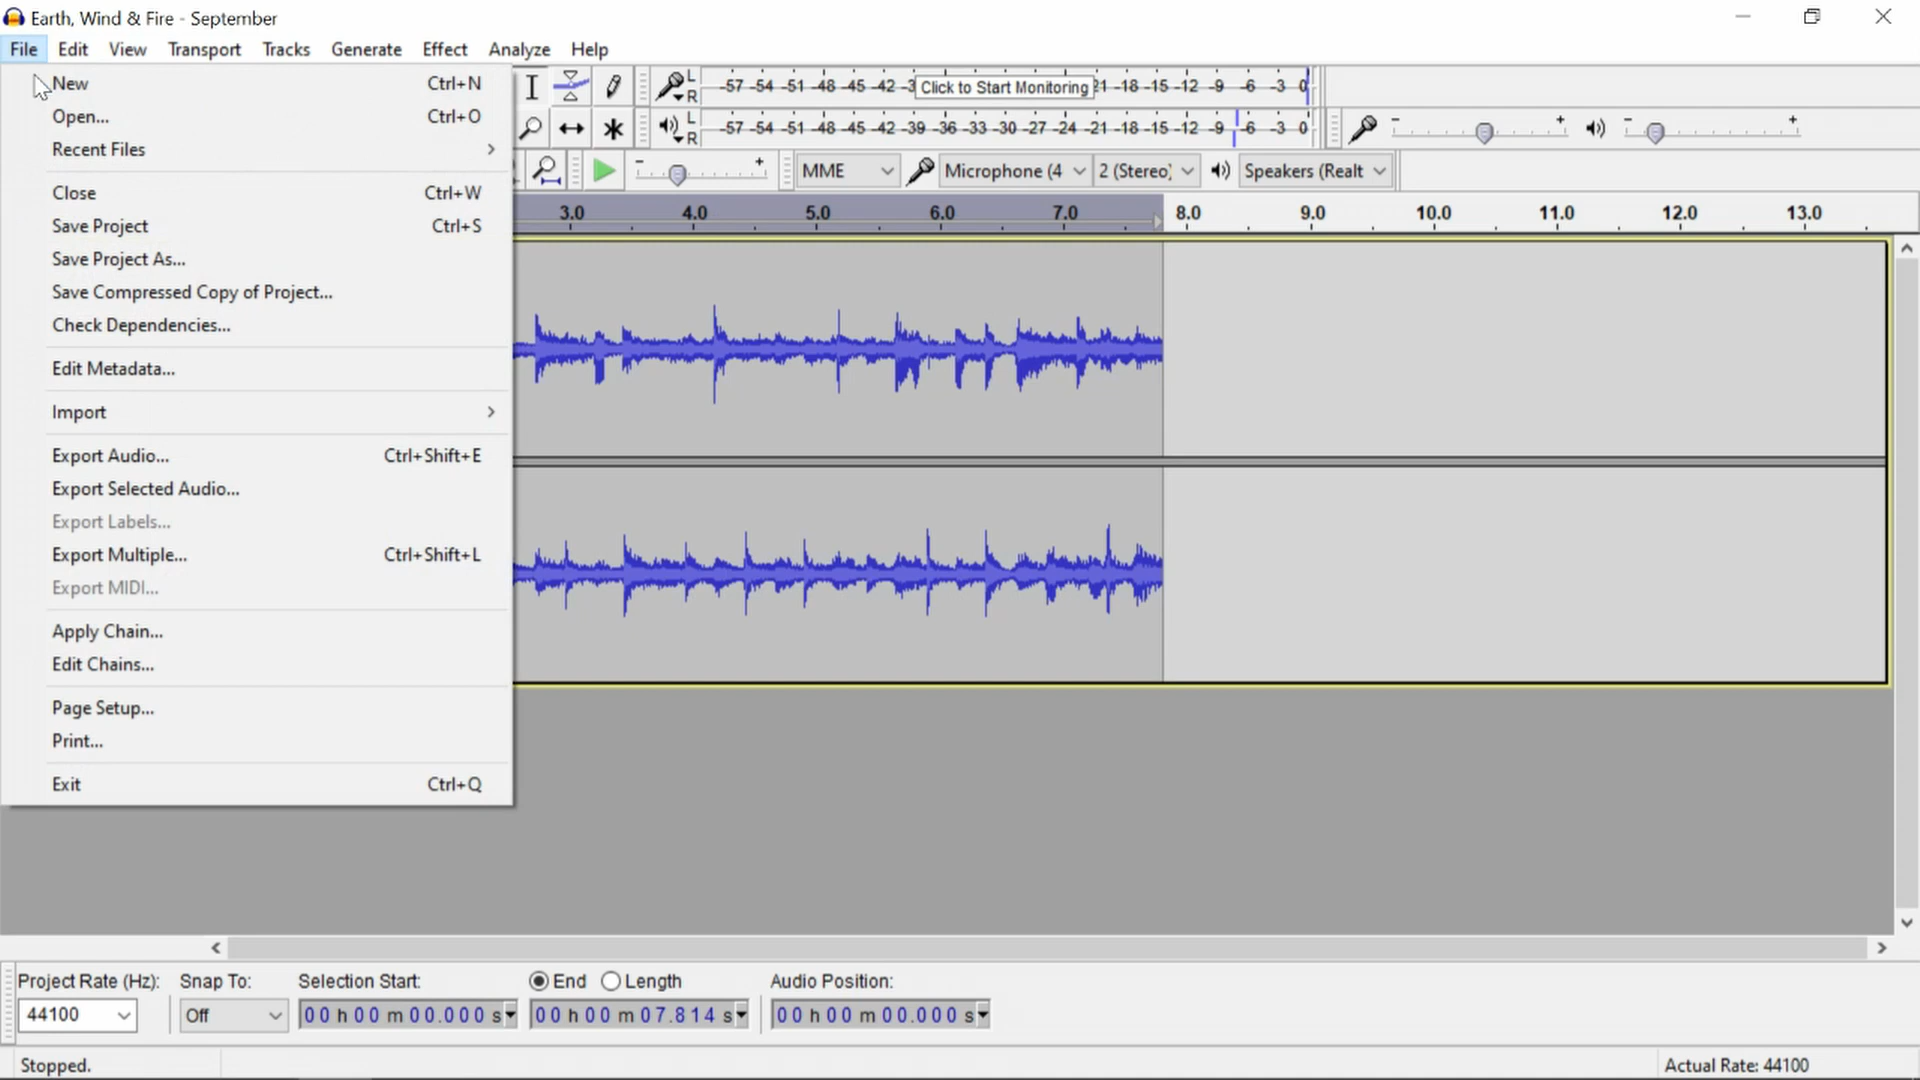 Earth, Wind & Fire - September
File Edit View Transport Tracks Generate Effect Analyze Help
New Ctrl+N
Open... Ctrl+O
Recent Files
Close Ctrl+W
Save Project Ctrl+S
Save Project As...
Save Compressed Copy of Project...
Check Dependencies...
Edit Metadata...
Import
Export Audio... Ctrl+Shift+E
Export Selected Audio...
Export Labels...
Export Multiple... Ctrl+Shift+L
Export MIDI...
Apply Chain...
Edit Chains...
Page Setup...
Print...
Exit Ctrl+Q
L
R
-57 -54 -51 -48 -45 -42 Click to Start Monitoring -18 -15 -12 -9 -6 -3 0
L
R
-57 -54 -51 -48 -45 -42 -39 -36 -33 -30 -27 -24 -21 -18 -15 -12 -9 -6 -3 0
- +
- +
- +
MME Microphone (4 2 (Stereo) Speakers (Realt
3.0 4.0 5.0 6.0 7.0 8.0 9.0 10.0 11.0 12.0 13.0
Project Rate (Hz): Snap To: Selection Start: End Length Audio Position:
44100 Off 00 h 00 m 00.000 s 00 h 00 m 07.814 s 00 h 00 m 00.000 s
Stopped. Actual Rate: 44100